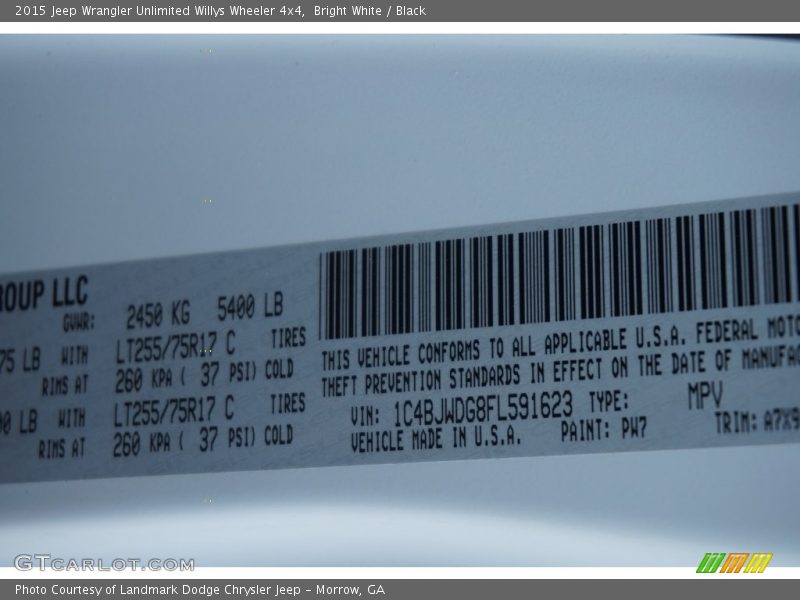 2015 Jeep Wrangler Unlimited Willys Wheeler 4x4, Bright White / Black
ROUP LLC
GVWR: 2450 KG 5400 LB
75 LB WITH LT255/75R17 C TIRES
RIMS AT 260 KPA ( 37 PSI) COLD
00 LB WITH LT255/75R17 C TIRES
RIMS AT 260 KPA ( 37 PSI) COLD
THIS VEHICLE CONFORMS TO ALL APPLICABLE U.S.A. FEDERAL MOTO
THEFT PREVENTION STANDARDS IN EFFECT ON THE DATE OF MANUFA
VIN: 1C4BJWDG8FL591623 TYPE: MPV
VEHICLE MADE IN U.S.A. PAINT: PW7 TRIM: A7X9
GTCARLOT.COM
Photo Courtesy of Landmark Dodge Chrysler Jeep - Morrow, GA